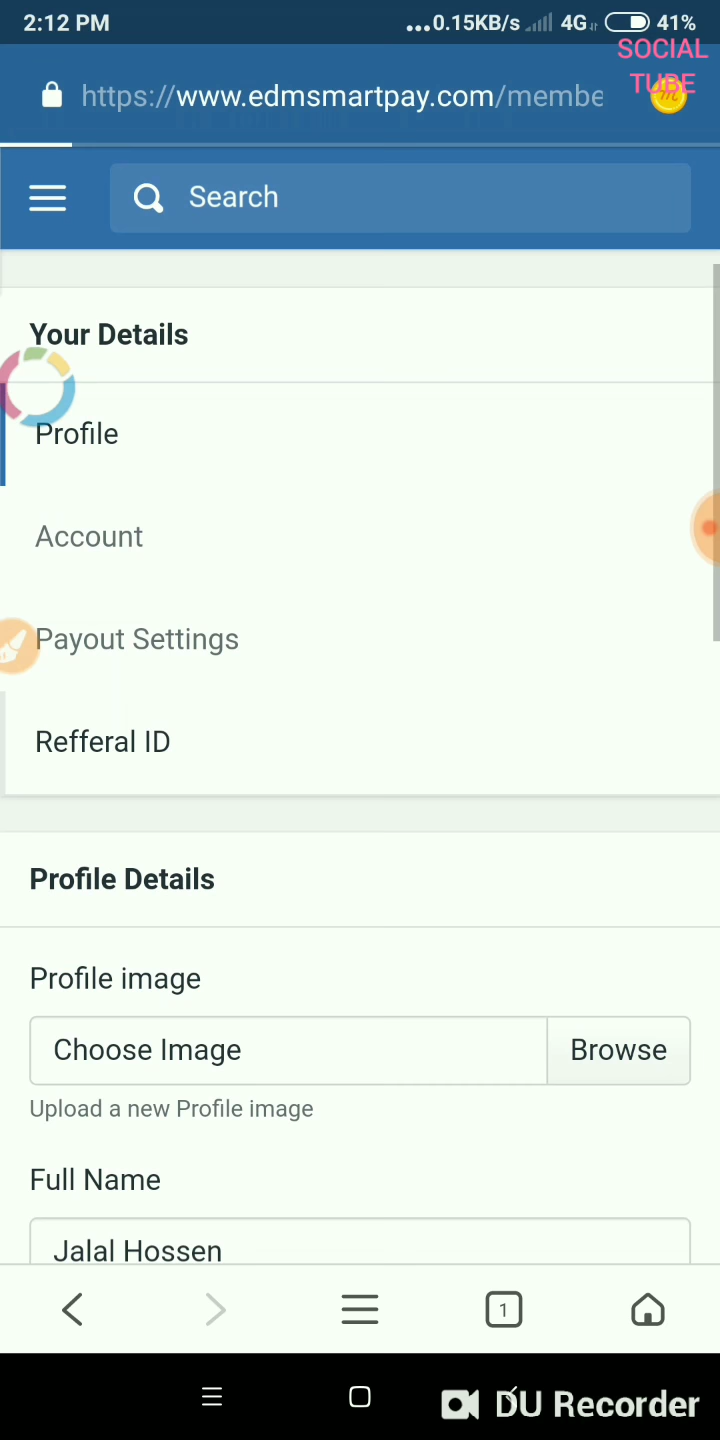 2:12 PM
...0.15KB/s 4G 41%
SOCIAL
TUBE
https://www.edmsmartpay.com/membe
Search
Your Details
Profile
Account
Payout Settings
Refferal ID
Profile Details
Profile image
Choose Image
Browse
Upload a new Profile image
Full Name
Jalal Hossen
1
DU Recorder